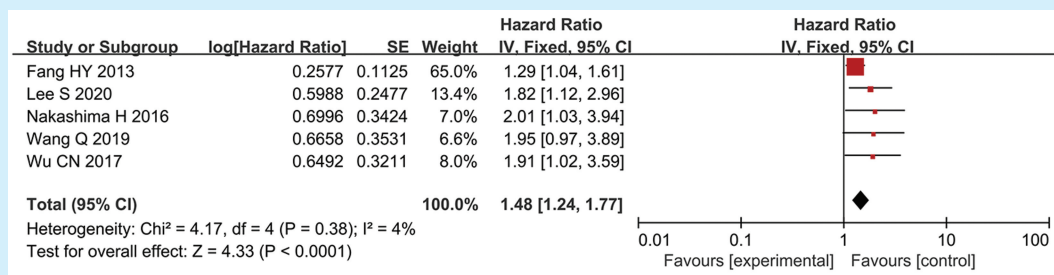 Hazard Ratio Hazard Ratio
Study or Subgroup log[Hazard Ratio] SE Weight IV, Fixed, 95% CI IV, Fixed, 95% CI
Fang HY 2013 0.2577 0.1125 65.0% 1.29 [1.04, 1.61]
Lee S 2020 0.5988 0.2477 13.4% 1.82 [1.12, 2.96]
Nakashima H 2016 0.6996 0.3424 7.0% 2.01 [1.03, 3.94]
Wang Q 2019 0.6658 0.3531 6.6% 1.95 [0.97, 3.89]
Wu CN 2017 0.6492 0.3211 8.0% 1.91 [1.02, 3.59]
Total (95% CI) 100.0% 1.48 [1.24, 1.77]
Heterogeneity: Chi² = 4.17, df = 4 (P = 0.38); I² = 4%
Test for overall effect: Z = 4.33 (P < 0.0001)
0.01 0.1 1 10 100
Favours [experimental] Favours [control]